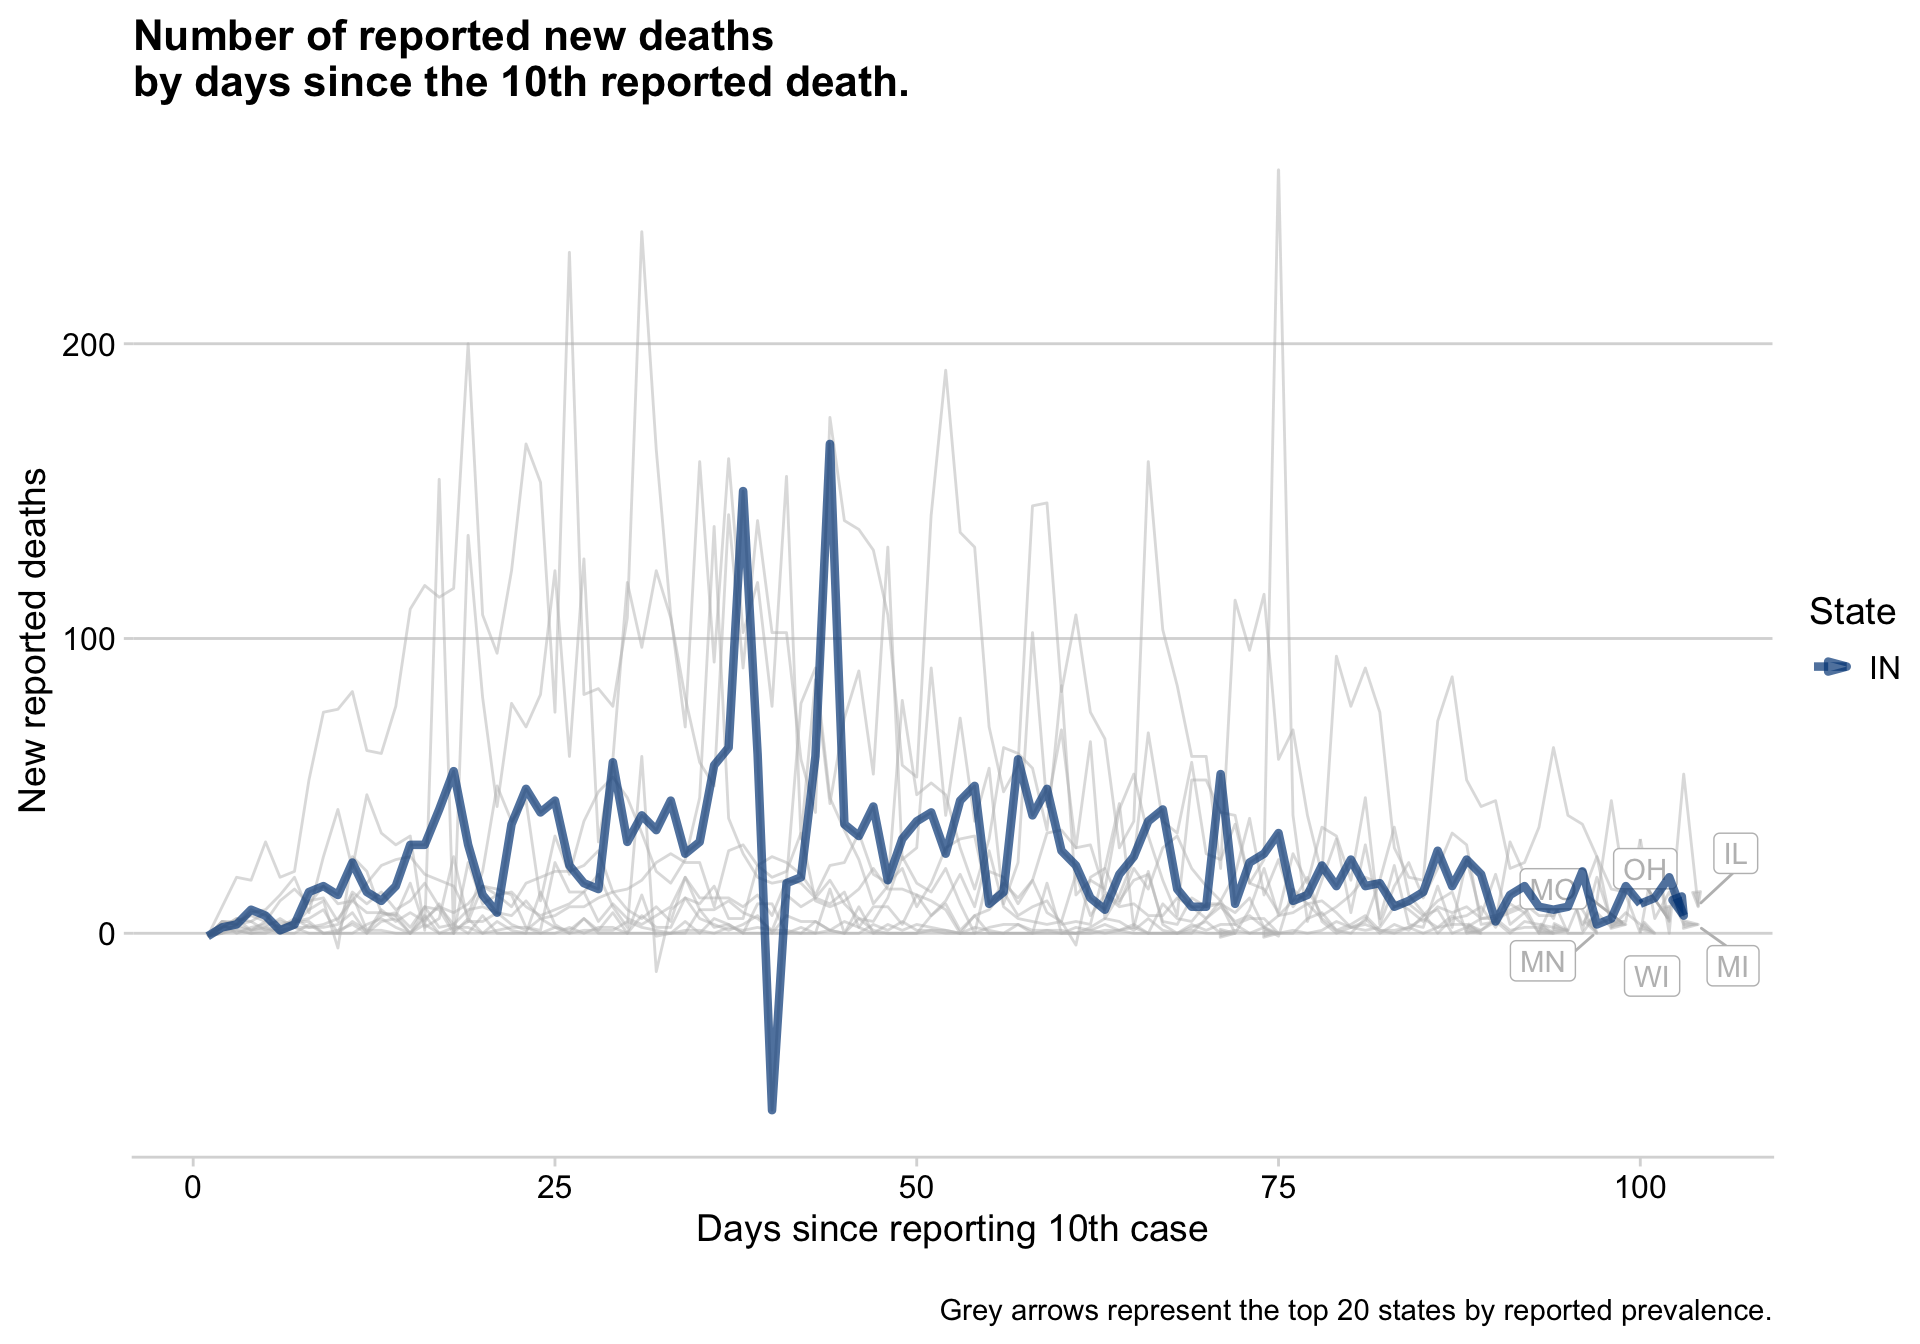 Number of reported new deaths
by days since the 10th reported death.
New reported deaths
200
100
0
0
25
50
75
100
Days since reporting 10th case
State
IN
IL
OH
MO
MN
WI
MI
Grey arrows represent the top 20 states by reported prevalence.